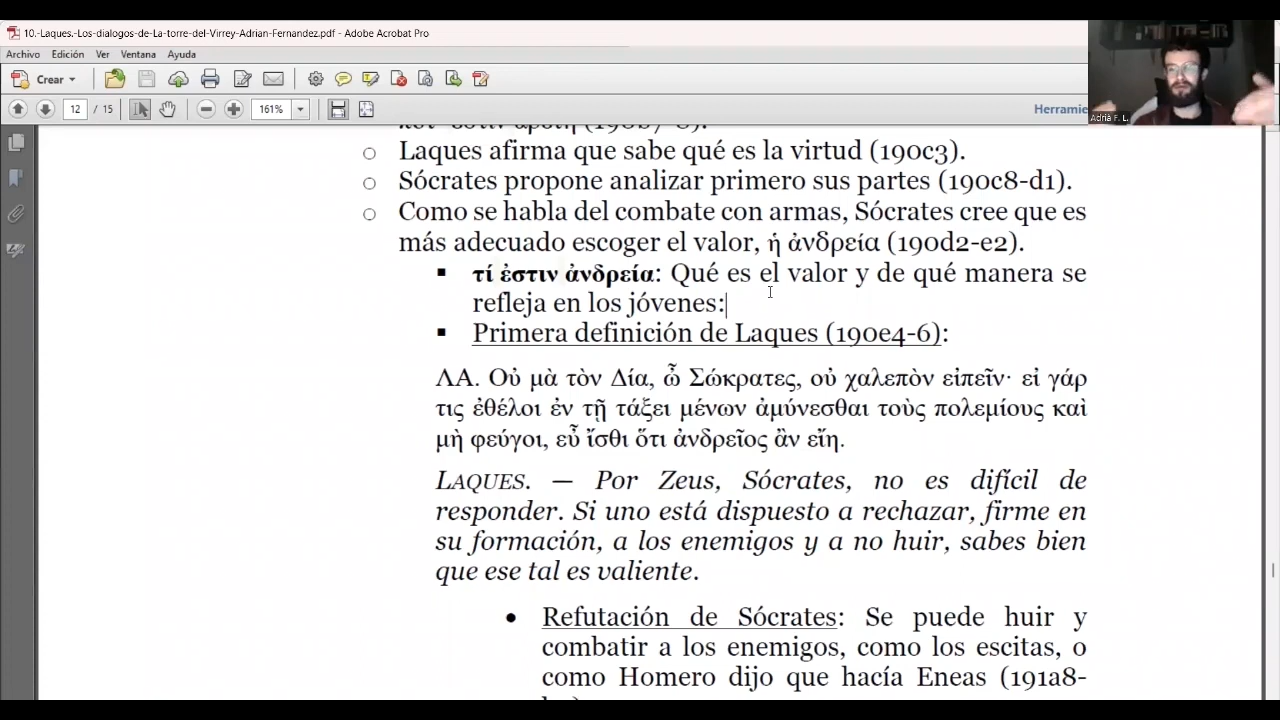 10.-Laques.-Los-dialogos-de-La-torre-del-Virrey-Adrian-Fernandez.pdf - Adobe Acrobat Pro
Archivo Edición Ver Ventana Ayuda
Crear
12 / 15 161% Herramie
Adrià F. L.
Laques afirma que sabe qué es la virtud (190c3).
Sócrates propone analizar primero sus partes (190c8-d1).
Como se habla del combate con armas, Sócrates cree que es
más adecuado escoger el valor, ἡ ἀνδρεία (190d2-e2).
τί ἐστιν ἀνδρεία: Qué es el valor y de qué manera se
refleja en los jóvenes:
Primera definición de Laques (190e4-6):
ΛΑ. Οὐ μὰ τὸν Δία, ὦ Σώκρατες, οὐ χαλεπὸν εἰπεῖν· εἰ γάρ
τις ἐθέλοι ἐν τῇ τάξει μένων ἀμύνεσθαι τοὺς πολεμίους καὶ
μὴ φεύγοι, εὖ ἴσθι ὅτι ἀνδρεῖος ἂν εἴη.
LAQUES. — Por Zeus, Sócrates, no es difícil de
responder. Si uno está dispuesto a rechazar, firme en
su formación, a los enemigos y a no huir, sabes bien
que ese tal es valiente.
• Refutación de Sócrates: Se puede huir y
combatir a los enemigos, como los escitas, o
como Homero dijo que hacía Eneas (191a8-